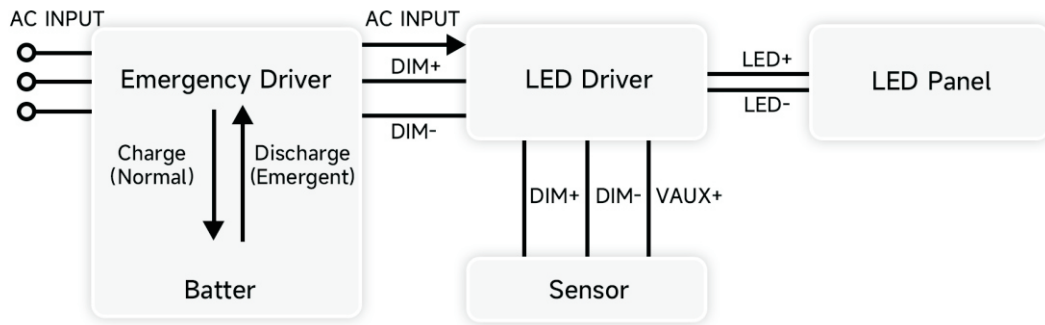 AC INPUT
AC INPUT
Emergency Driver
DIM+
DIM-
LED Driver
LED+
LED-
LED Panel
Charge
(Normal)
Discharge
(Emergent)
DIM+
DIM-
VAUX+
Batter
Sensor